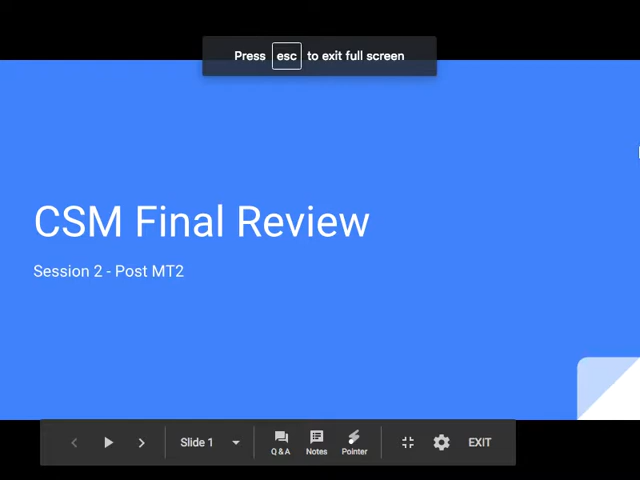 Press esc to exit full screen
CSM Final Review
Session 2 - Post MT2
Slide 1
Q & A Notes Pointer EXIT